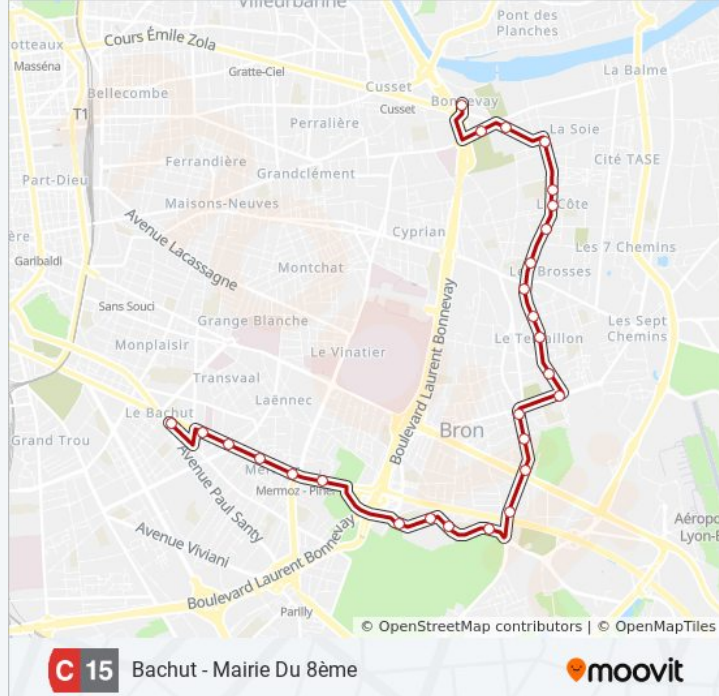 Villeurbanne
Pont des
Planches
Cours Émile Zola
otteaux
Masséna
Gratte-Ciel
La Balme
Cusset
Bellecombe
Bonnevay
Cusset
T1
Perralière
La Soie
Ferrandière
Cité TASE
Grandclément
Part-Dieu
Maisons-Neuves
La Côte
Avenue Lacassagne
Cyprian
Les 7 Chemins
ère
Garibaldi
Montchat
Les Brosses
Sans Souci
Boulevard Laurent Bonnevay
Grange Blanche
Les Sept
Chemins
Monplaisir
Le Vinatier
Transvaal
Le Bachut
Laënnec
Grand Trou
Bron
Mermoz - Pinel
Avenue Paul Santy
Aéropo
Lyon-B
Avenue Viviani
Boulevard Laurent Bonnevay
Parilly
© OpenStreetMap contributors | © OpenMapTiles
C 15 Bachut - Mairie Du 8ème
moovit